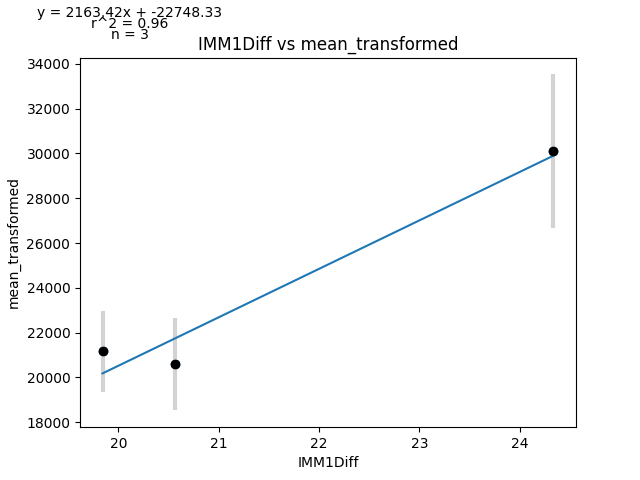 y = 2163.42x + -22748.33
r^2 = 0.96
n = 3
IMM1Diff vs mean_transformed
34000
32000
30000
28000
26000
24000
22000
20000
18000
mean_transformed
20
21
22
23
24
IMM1Diff